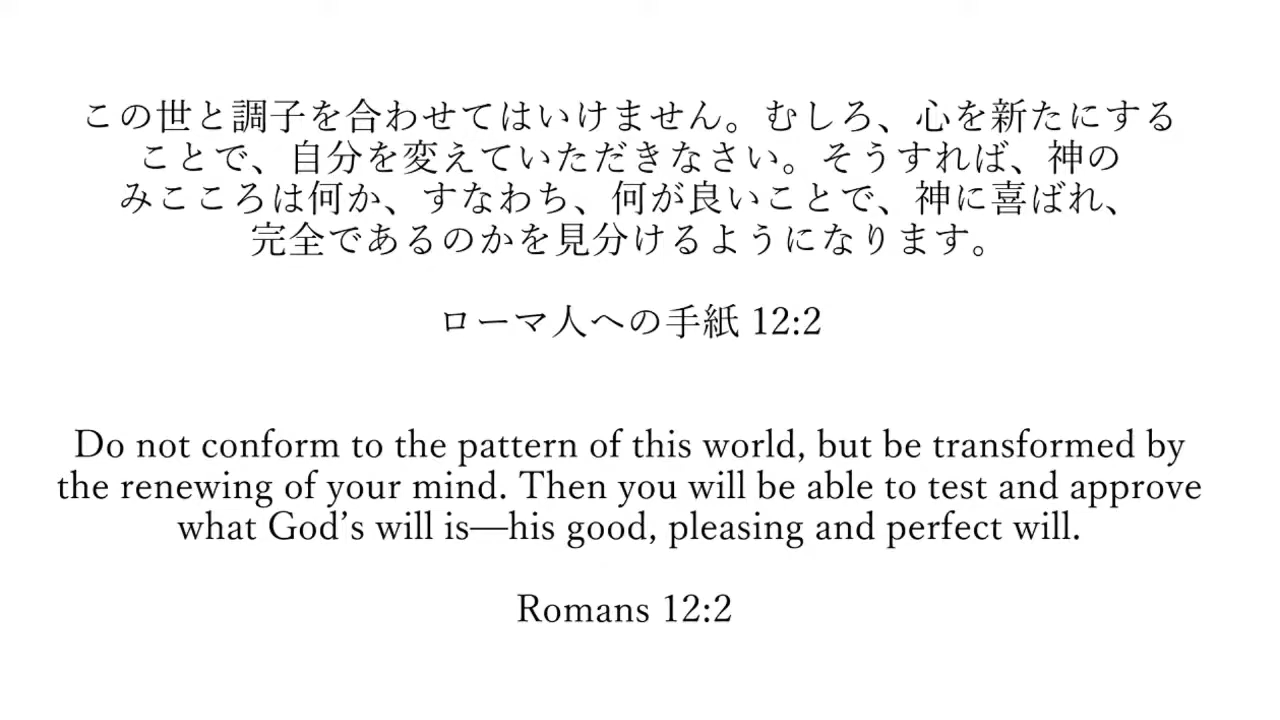 この世と調子を合わせてはいけません。むしろ、心を新たにする
ことで、自分を変えていただきなさい。そうすれば、神の
みこころは何か、すなわち、何が良いことで、神に喜ばれ、
完全であるのかを見分けるようになります。
ローマ人への手紙 12:2
Do not conform to the pattern of this world, but be transformed by
the renewing of your mind. Then you will be able to test and approve
what God’s will is—his good, pleasing and perfect will.
Romans 12:2